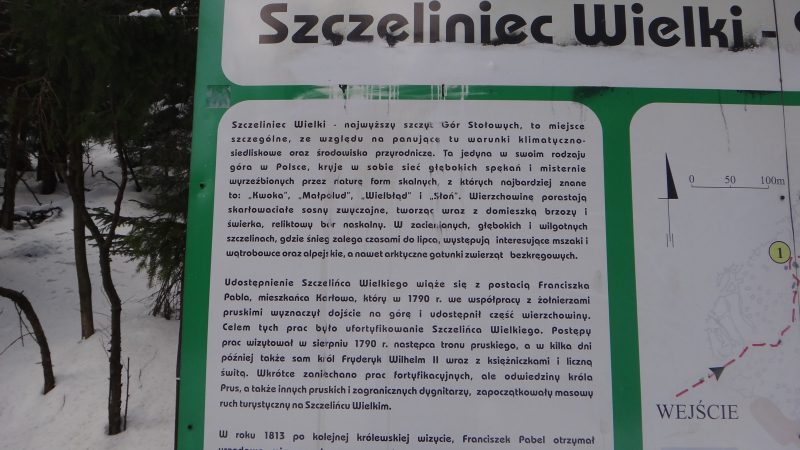 Szczeliniec Wielki -
Szczeliniec Wielki - najwyższy szczyt Gór Stołowych, to miejsce
szczególne, ze względu na panujące tu warunki klimatyczno-
siedliskowe oraz środowisko przyrodnicze. Ta jedyna w swoim rodzaju
góra w Polsce, kryje w sobie sieć głębokich spękań i misternie
wyrzeźbionych przez naturę form skalnych, z których najbardziej znane
to: „Kwoka", „Małpolud", „Wielbłąd" i „Słoń". Wierzchowinę porastają
skarłowaciałe sosny zwyczajne, tworząc wraz z domieszką brzozy i
świerka, reliktowy bór naskalny. W zacienianych, głębokich i wilgotnych
szczelinach, gdzie śnieg zalega czasami do lipca, występują interesujące mszaki i
wątrobowce oraz alpejskie, a nawet arktyczne gatunki zwierząt bezkręgowych.
Udostępnienie Szczelińca Wielkiego wiąże się z postacią Franciszka
Pabla, mieszkańca Karłowa, który w 1790 r. we współpracy z żołnierzami
pruskimi wyznaczył dojście na górę i udostępnił część wierzchowiny.
Celem tych prac było ufortyfikowanie Szczelińca Wielkiego. Postępy
prac wizytował w sierpniu 1790 r. następca tronu pruskiego, a w kilka dni
później także sam król Fryderyk Wilhelm II wraz z księżniczkami i liczną
świtą. Wkrótce zaniechano prac fortyfikacyjnych, ale odwiedziny króla
Prus, a także innych pruskich i zagranicznych dygnitarzy, zapoczątkowały masowy
ruch turystyczny na Szczelińcu Wielkim.
W roku 1813 po kolejnej królewskiej wizycie, Franciszek Pabel otrzymał
0 50 100m
1
WEJŚCIE